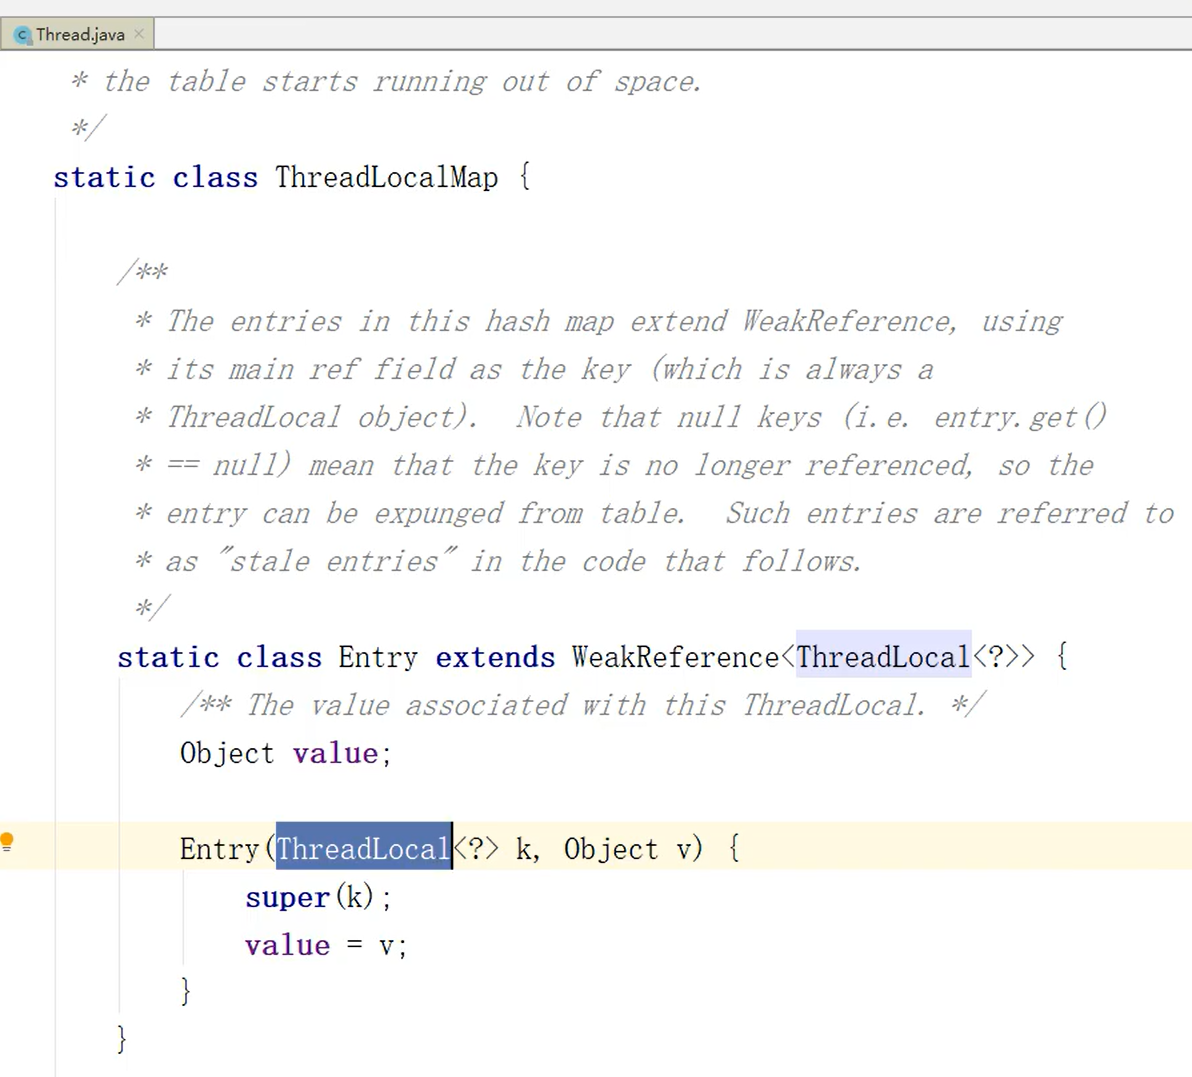 Thread.java
* the table starts running out of space.
*/
static class ThreadLocalMap {
/**
* The entries in this hash map extend WeakReference, using
* its main ref field as the key (which is always a
* ThreadLocal object).  Note that null keys (i.e. entry.get()
* == null) mean that the key is no longer referenced, so the
* entry can be expunged from table.  Such entries are referred to
* as "stale entries" in the code that follows.
*/
static class Entry extends WeakReference<ThreadLocal<?>> {
/** The value associated with this ThreadLocal. */
Object value;
Entry(ThreadLocal<?> k, Object v) {
super(k);
value = v;
}
}